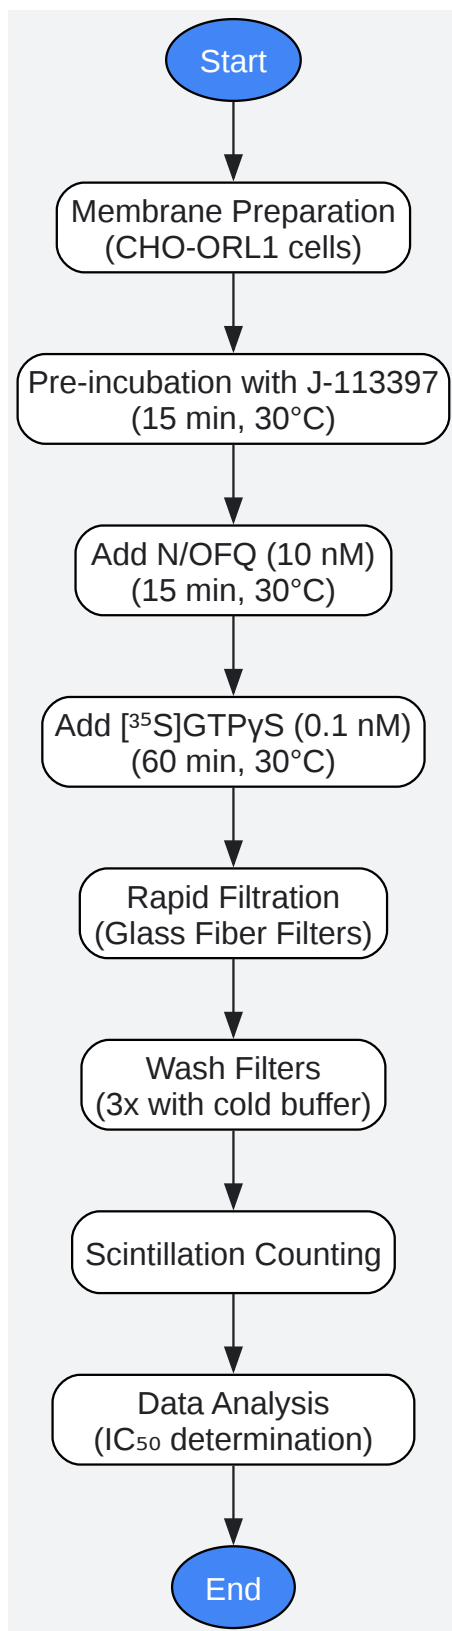 Start
Membrane Preparation
(CHO-ORL1 cells)
Pre-incubation with J-113397
(15 min, 30°C)
Add N/OFQ (10 nM)
(15 min, 30°C)
Add [³⁵S]GTPγS (0.1 nM)
(60 min, 30°C)
Rapid Filtration
(Glass Fiber Filters)
Wash Filters
(3x with cold buffer)
Scintillation Counting
Data Analysis
(IC₅₀ determination)
End